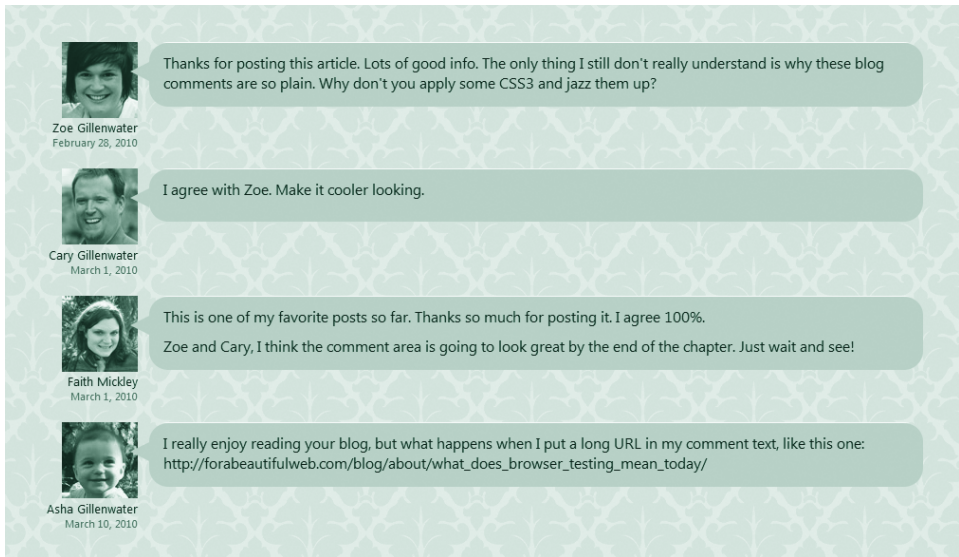 Thanks for posting this article. Lots of good info. The only thing I still don't really understand is why these blog
comments are so plain. Why don't you apply some CSS3 and jazz them up?
Zoe Gillenwater
February 28, 2010
I agree with Zoe. Make it cooler looking.
Cary Gillenwater
March 1, 2010
This is one of my favorite posts so far. Thanks so much for posting it. I agree 100%.
Zoe and Cary, I think the comment area is going to look great by the end of the chapter. Just wait and see!
Faith Mickley
March 1, 2010
I really enjoy reading your blog, but what happens when I put a long URL in my comment text, like this one:
http://forabeautifulweb.com/blog/about/what_does_browser_testing_mean_today/
Asha Gillenwater
March 10, 2010